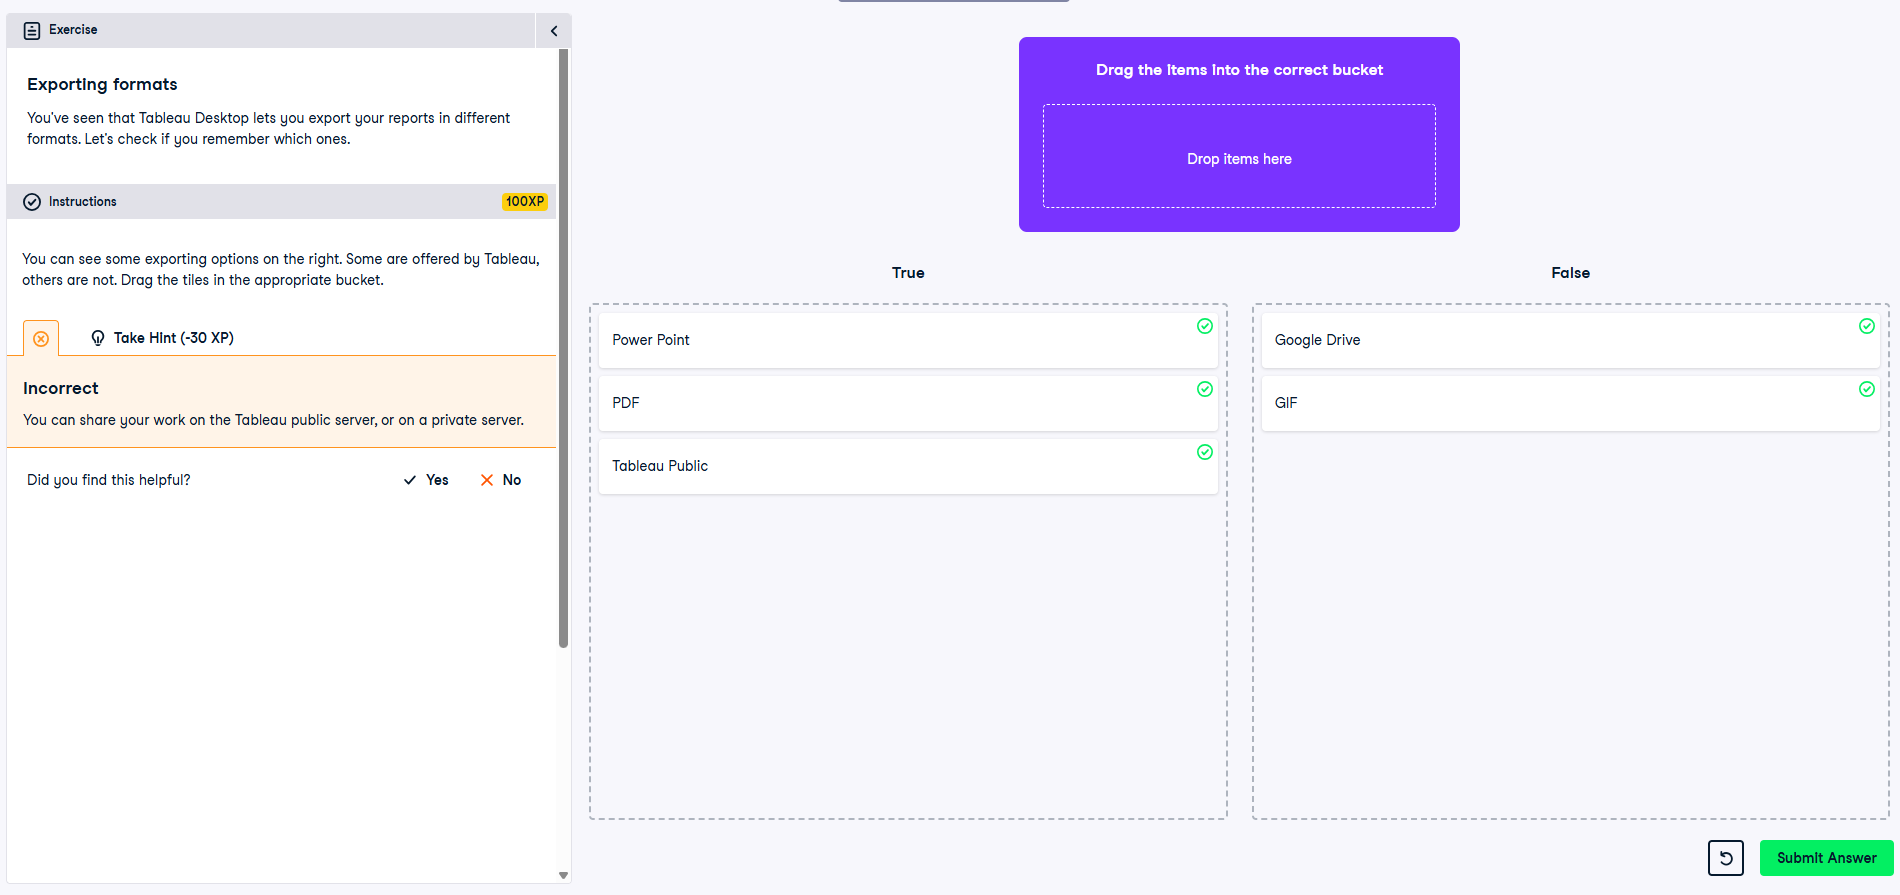 Exercise
Exporting formats
You've seen that Tableau Desktop lets you export your reports in different
formats. Let's check if you remember which ones.
Instructions
100XP
You can see some exporting options on the right. Some are offered by Tableau,
others are not. Drag the tiles in the appropriate bucket.
Take Hint (-30 XP)
Incorrect
You can share your work on the Tableau public server, or on a private server.
Did you find this helpful?
Yes
No
Drag the items into the correct bucket
Drop items here
True
Power Point
PDF
Tableau Public
False
Google Drive
GIF
Submit Answer